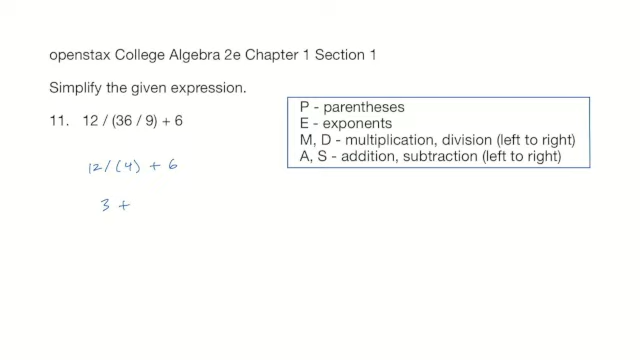 openstax College Algebra 2e Chapter 1 Section 1
Simplify the given expression.
11. 12 / (36 / 9) + 6
P - parentheses
E - exponents
M, D - multiplication, division (left to right)
A, S - addition, subtraction (left to right)
12/(4) + 6
3 +